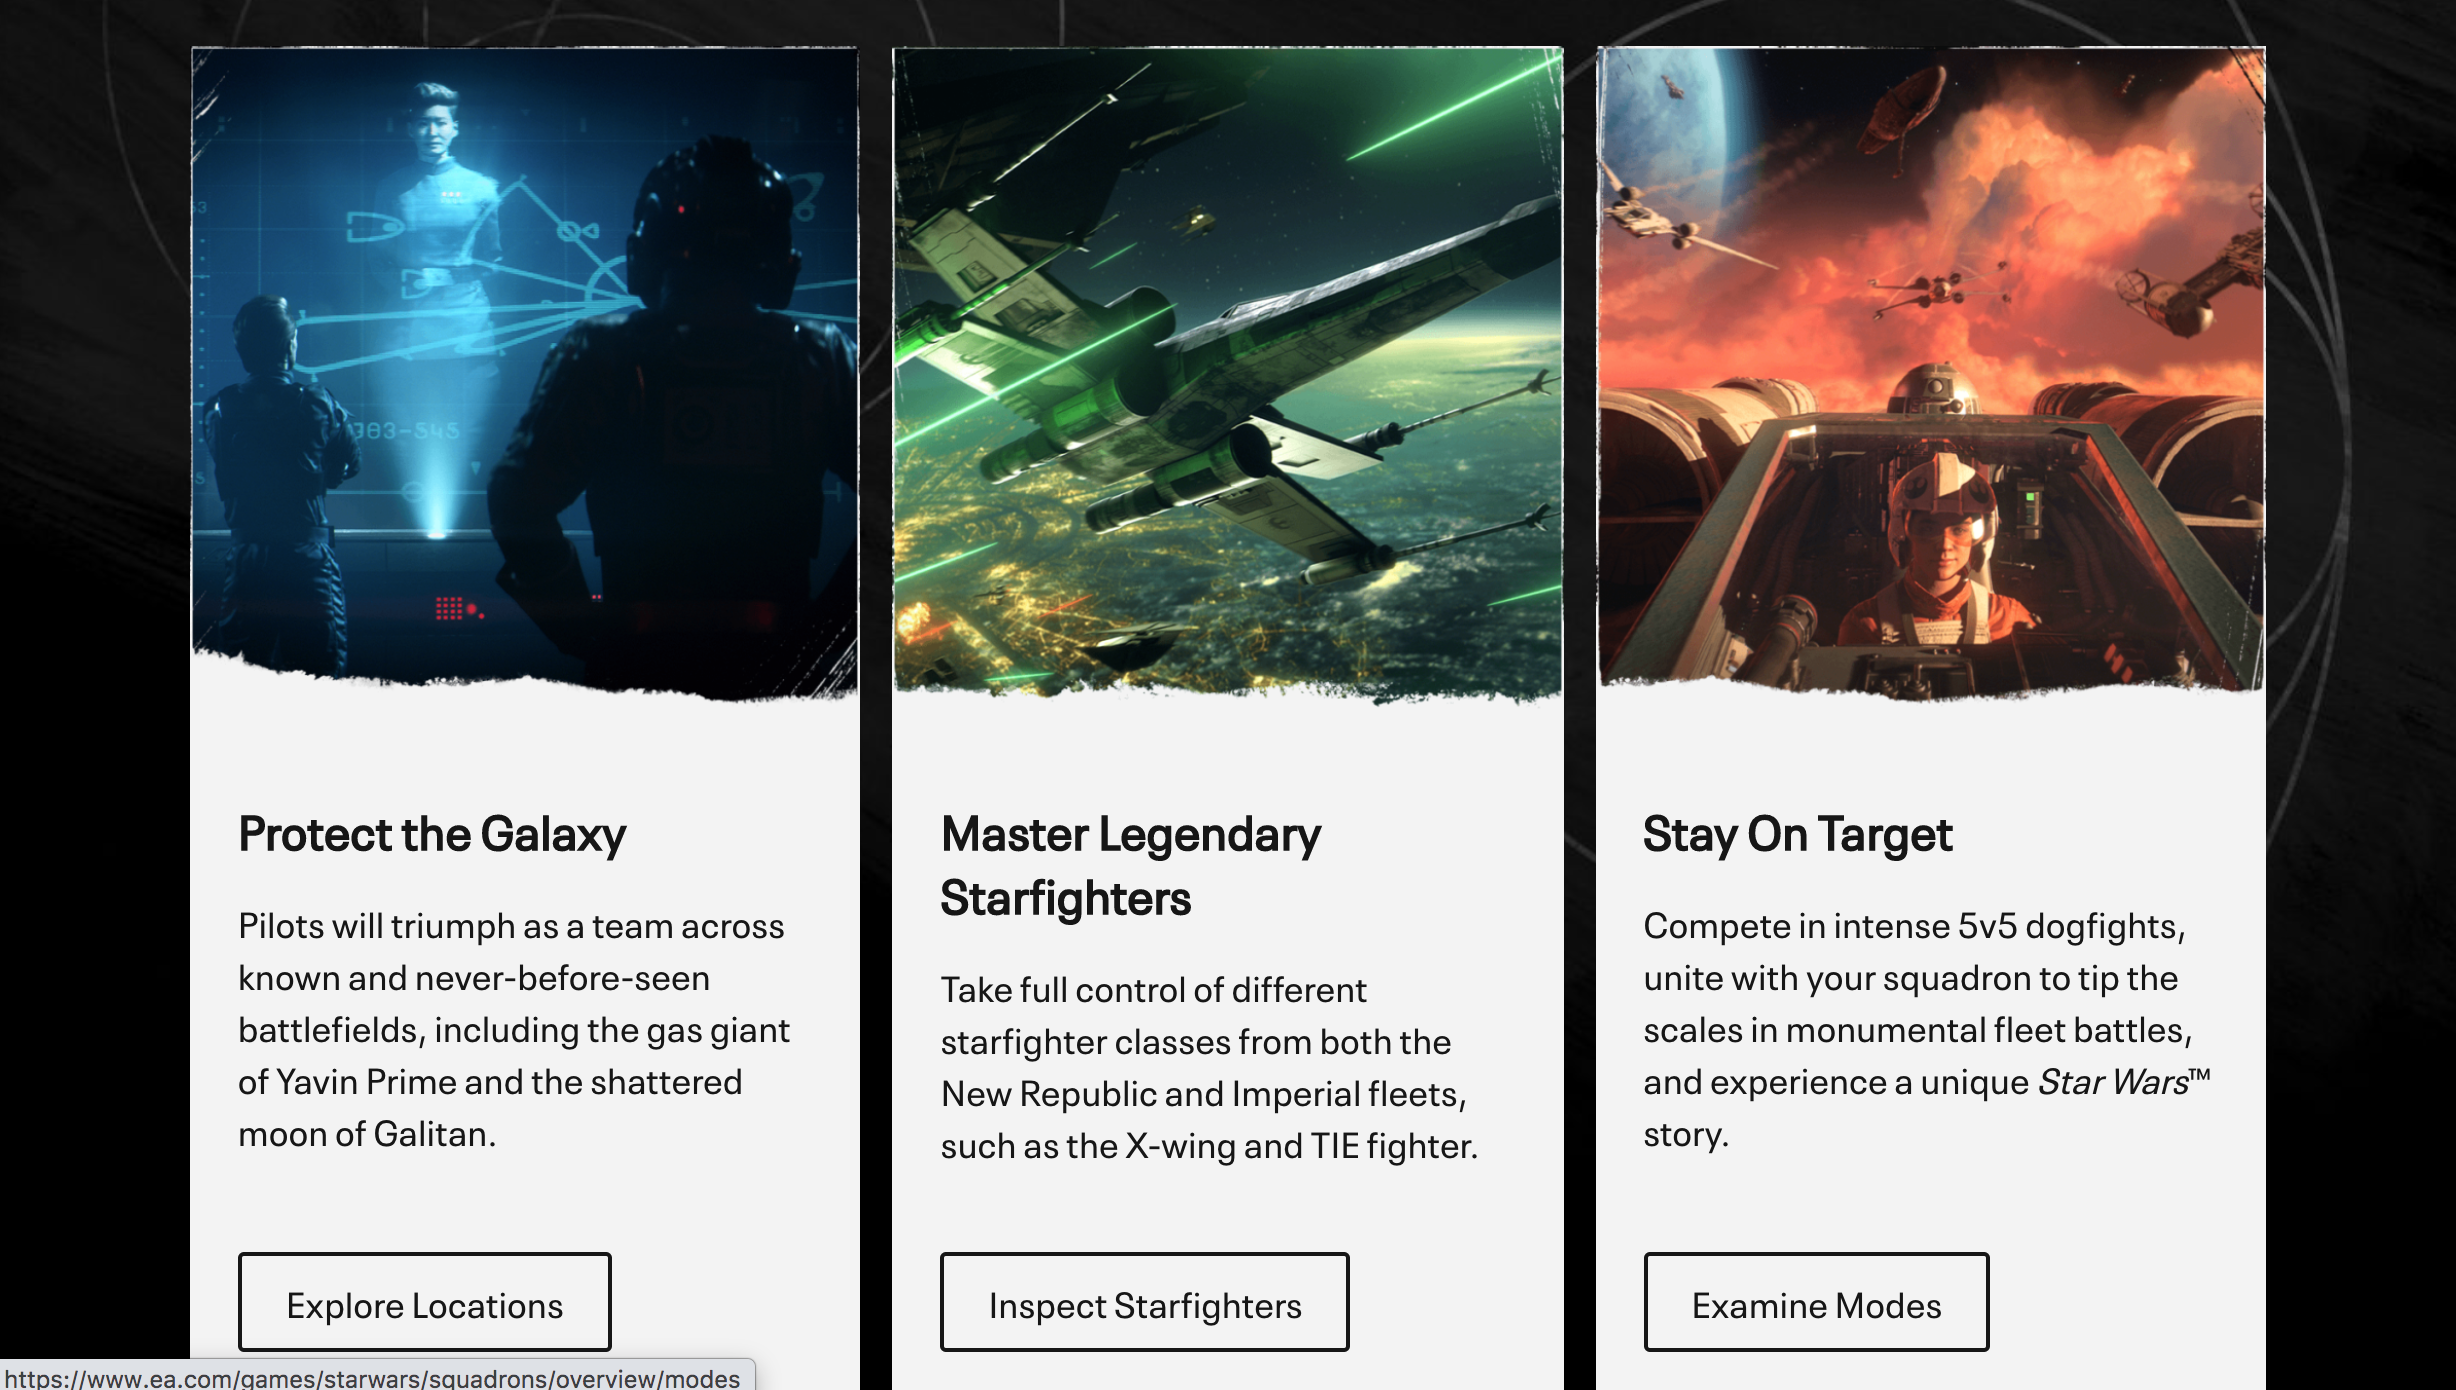 303-545
Protect the Galaxy
Pilots will triumph as a team across
known and never-before-seen
battlefields, including the gas giant
of Yavin Prime and the shattered
moon of Galitan.
Explore Locations
Master Legendary
Starfighters
Take full control of different
starfighter classes from both the
New Republic and Imperial fleets,
such as the X-wing and TIE fighter.
Inspect Starfighters
Stay On Target
Compete in intense 5v5 dogfights,
unite with your squadron to tip the
scales in monumental fleet battles,
and experience a unique Star Wars™
story.
Examine Modes
https://www.ea.com/games/starwars/squadrons/overview/modes